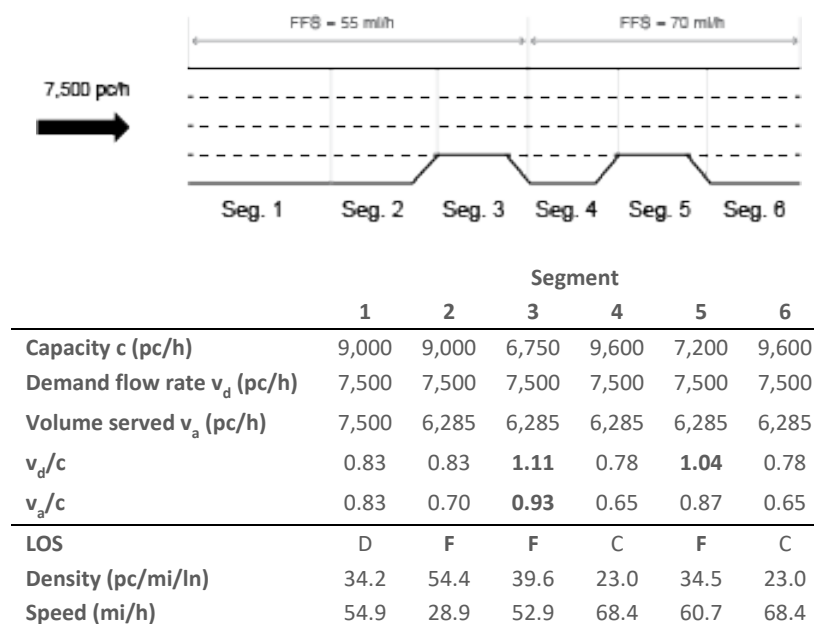 FFS = 55 mi/h FFS = 70 mi/h
7,500 pc/h
Seg. 1 Seg. 2 Seg. 3 Seg. 4 Seg. 5 Seg. 6
Segment
1 2 3 4 5 6
Capacity c (pc/h) 9,000 9,000 6,750 9,600 7,200 9,600
Demand flow rate v_d (pc/h) 7,500 7,500 7,500 7,500 7,500 7,500
Volume served v_a (pc/h) 7,500 6,285 6,285 6,285 6,285 6,285
v_d/c 0.83 0.83 1.11 0.78 1.04 0.78
v_a/c 0.83 0.70 0.93 0.65 0.87 0.65
LOS D F F C F C
Density (pc/mi/ln) 34.2 54.4 39.6 23.0 34.5 23.0
Speed (mi/h) 54.9 28.9 52.9 68.4 60.7 68.4